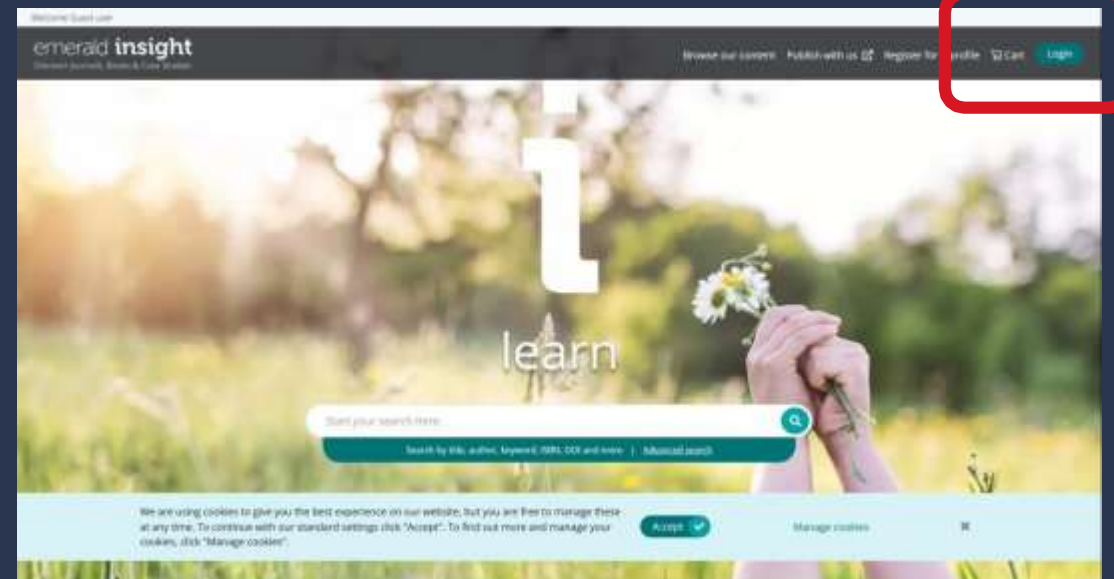 Welcome Guest user
emerald insight
Discover Journals, Books & Case Studies
Browse our content Publish with us Register for a profile Cart Login
learn
Start your search here...
Search by title, author, keyword, ISBN, DOI and more | Advanced search
We are using cookies to give you the best experience on our website, but you are free to manage these
at any time. To continue with our standard settings click "Accept". To find out more and manage your
cookies, click "Manage cookies".
Accept
Manage cookies